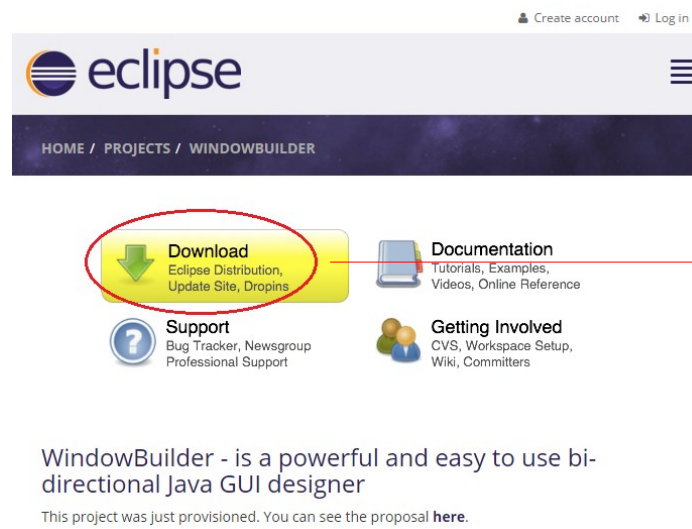 Create account Log in
eclipse
HOME / PROJECTS / WINDOWBUILDER
Download
Eclipse Distribution,
Update Site, Dropins
Documentation
Tutorials, Examples,
Videos, Online Reference
Support
Bug Tracker, Newsgroup
Professional Support
Getting Involved
CVS, Workspace Setup,
Wiki, Committers
WindowBuilder - is a powerful and easy to use bi-
directional Java GUI designer
This project was just provisioned. You can see the proposal here.